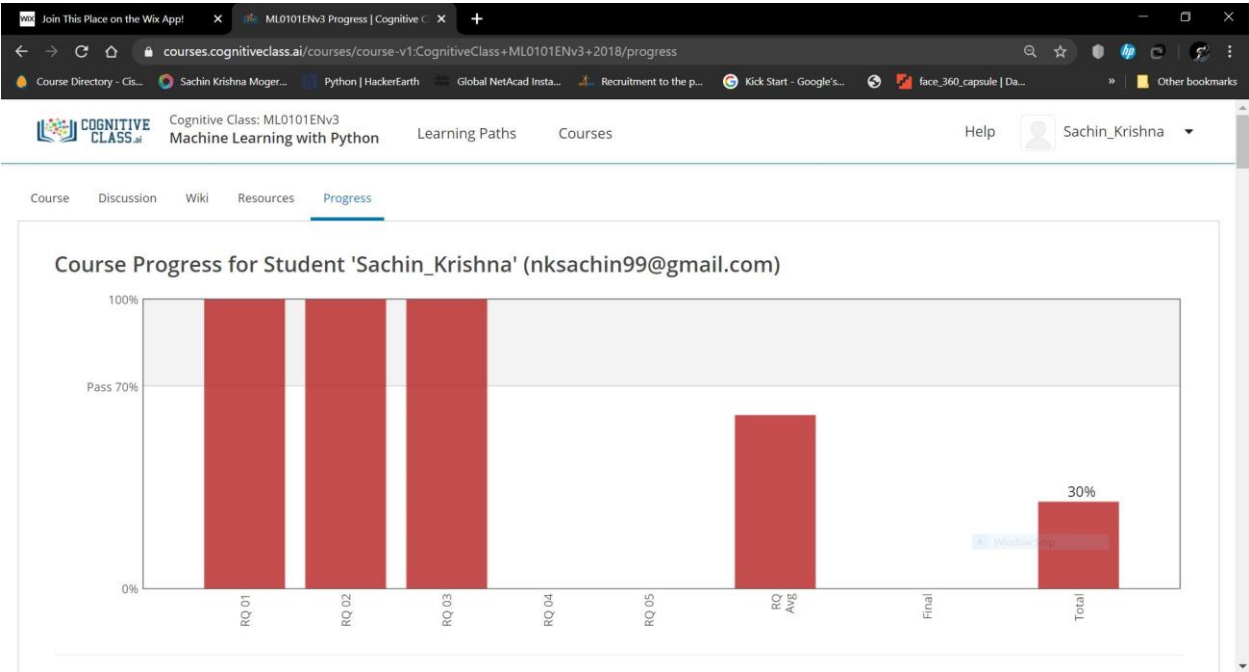 WIX Join This Place on the Wix App!
ML0101ENv3 Progress | Cognitive C
courses.cognitiveclass.ai/courses/course-v1:CognitiveClass+ML0101ENv3+2018/progress
Course Directory - Cis... Sachin Krishna Moger... Python | HackerEarth Global NetAcad Insta... Recruitment to the p... Kick Start - Google's... face_360_capsule | Da... » Other bookmarks
COGNITIVE CLASS.ai
Cognitive Class: ML0101ENv3
Machine Learning with Python
Learning Paths Courses Help Sachin_Krishna
Course Discussion Wiki Resources Progress
Course Progress for Student 'Sachin_Krishna' (nksachin99@gmail.com)
100%
Pass 70%
30%
Window Snip
0%
RQ 01 RQ 02 RQ 03 RQ 04 RQ 05 RQ Avg Final Total